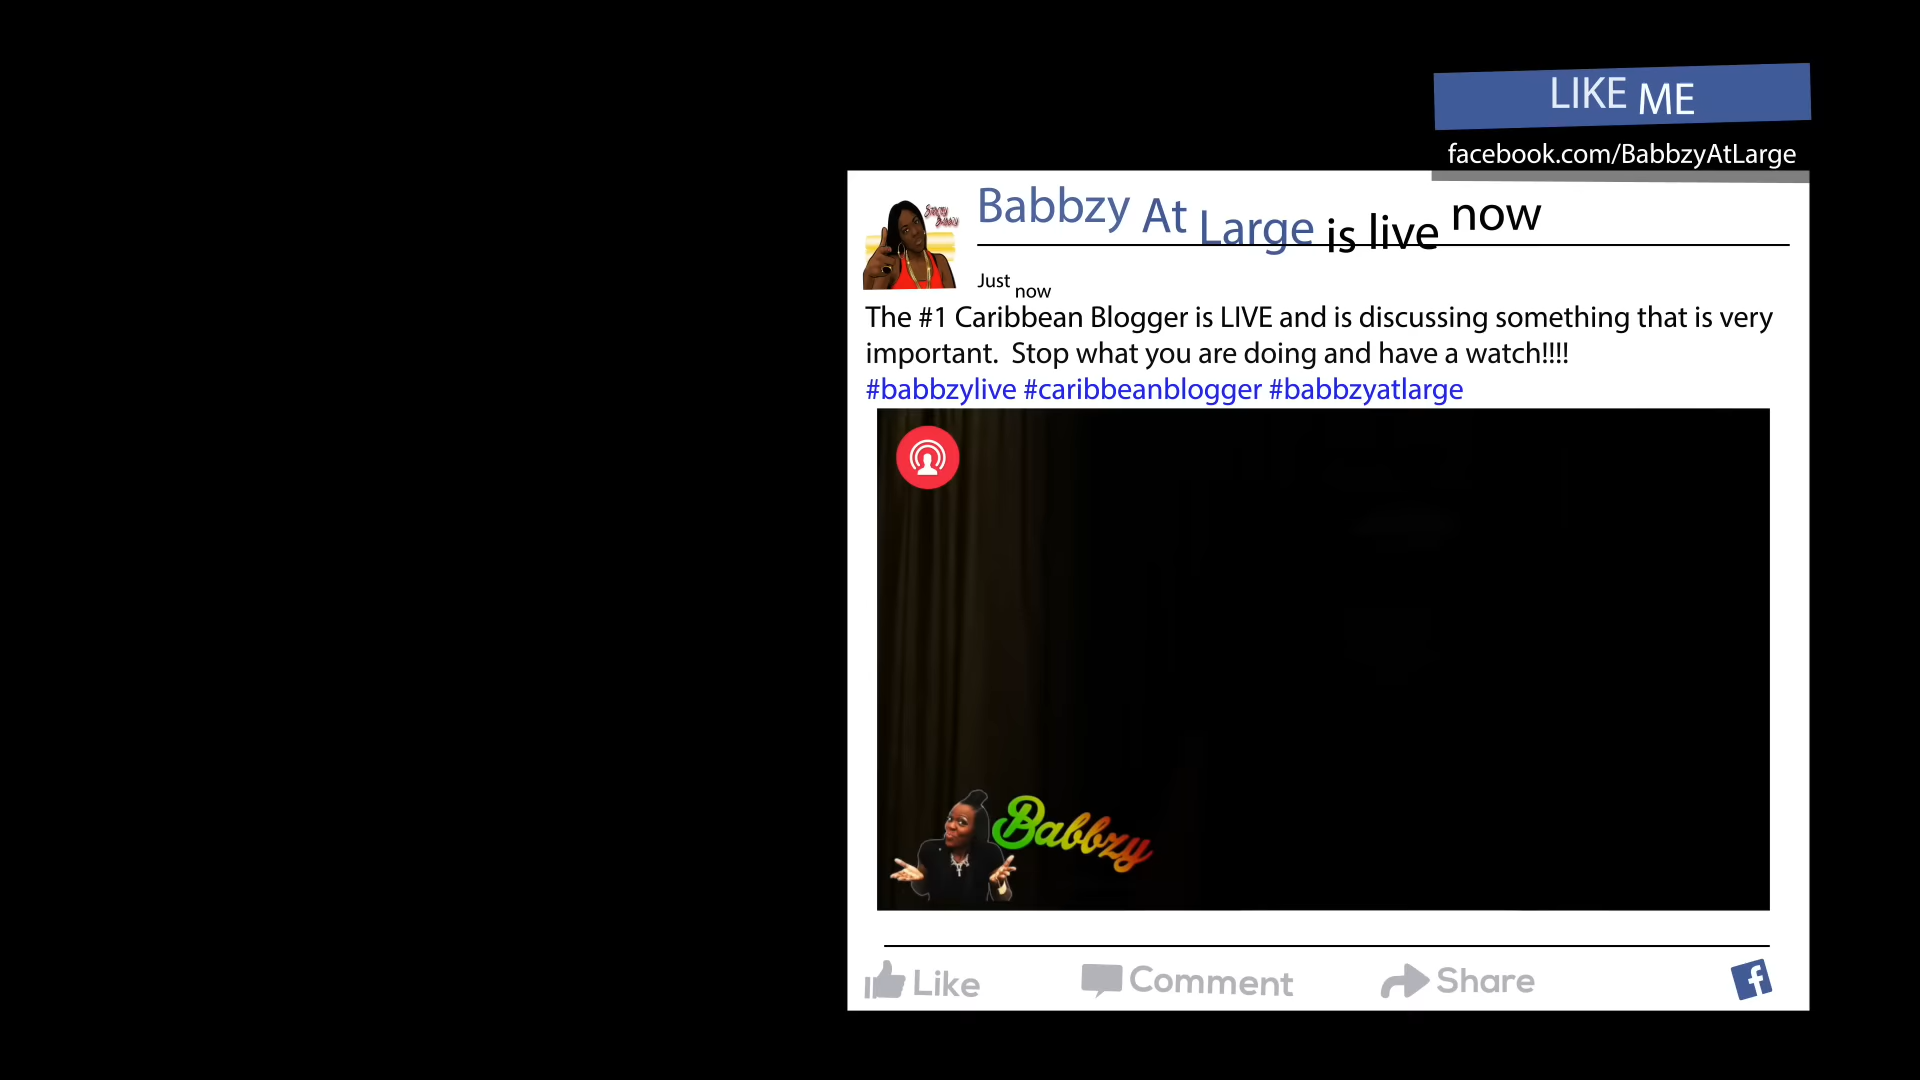 LIKE ME
facebook.com/BabbzyAtLarge
Babbzy At Large is live now
Just now
The #1 Caribbean Blogger is LIVE and is discussing something that is very
important. Stop what you are doing and have a watch!!!!
#babbzylive #caribbeanblogger #babbzyatlarge
Babbzy
Like Comment Share